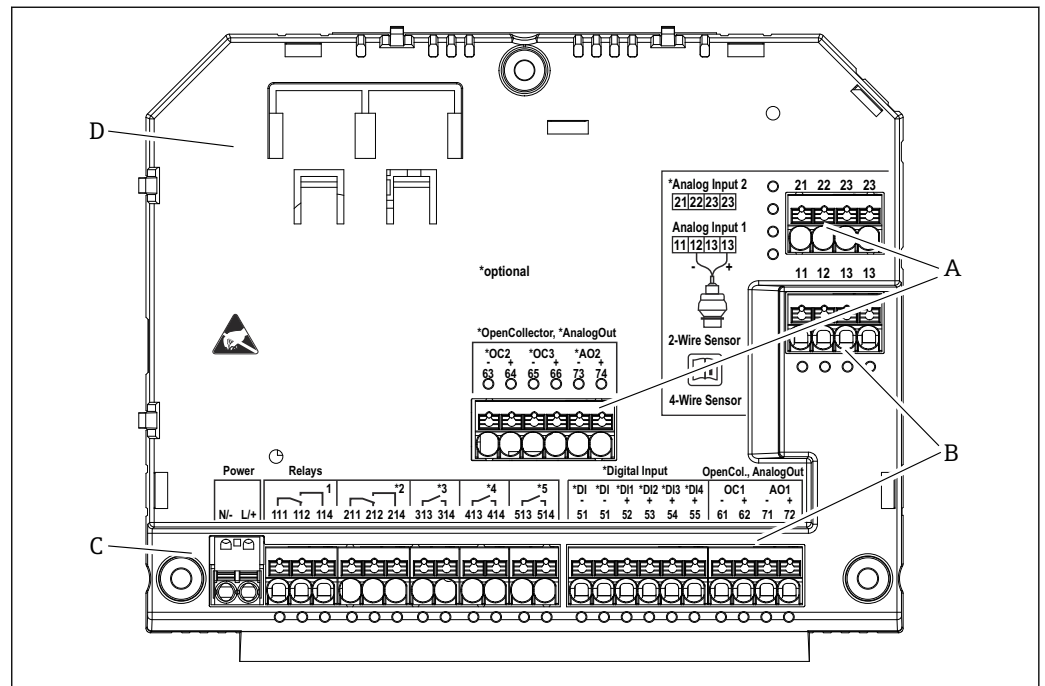 D
*Analog Input 2
21 22 23 23
21 22 23 23
Analog Input 1
11 12 13 13
- +
A
11 12 13 13
*optional
*OpenCollector, *AnalogOut
*OC2 *OC3 *AO2
- + - + - +
63 64 65 66 73 74
2-Wire Sensor
4-Wire Sensor
B
Power Relays *Digital Input OpenCol., AnalogOut
1 *2 *3 *4 *5 *DI *DI *DI1 *DI2 *DI3 *DI4 OC1 AO1
- - + + + + - + - +
N/- L/+ 111 112 114 211 212 214 313 314 413 414 513 514 51 51 52 53 54 55 61 62 71 72
C